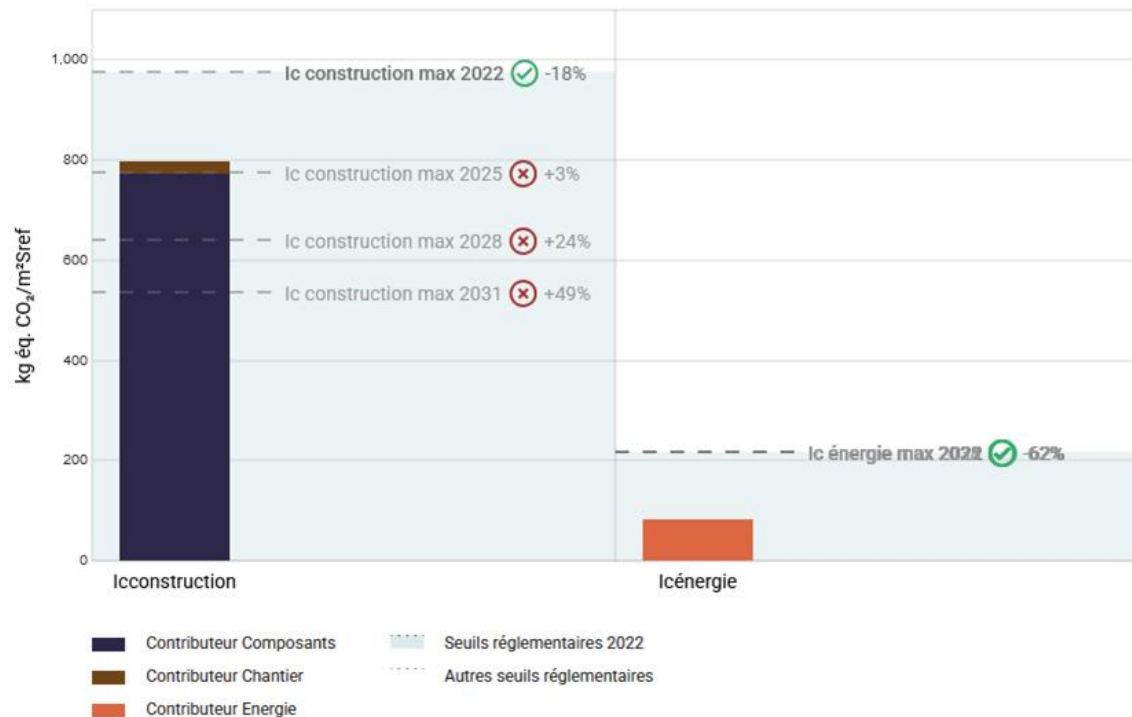 1,000
Ic construction max 2022 -18%
800
Ic construction max 2025 +3%
Ic construction max 2028 +24%
600
Ic construction max 2031 +49%
400
kg éq. CO₂/m²Sref
200
Ic énergie max -62%
0
Icconstruction
Icénergie
Contributeur Composants
Seuils réglementaires 2022
Contributeur Chantier
Autres seuils réglementaires
Contributeur Energie